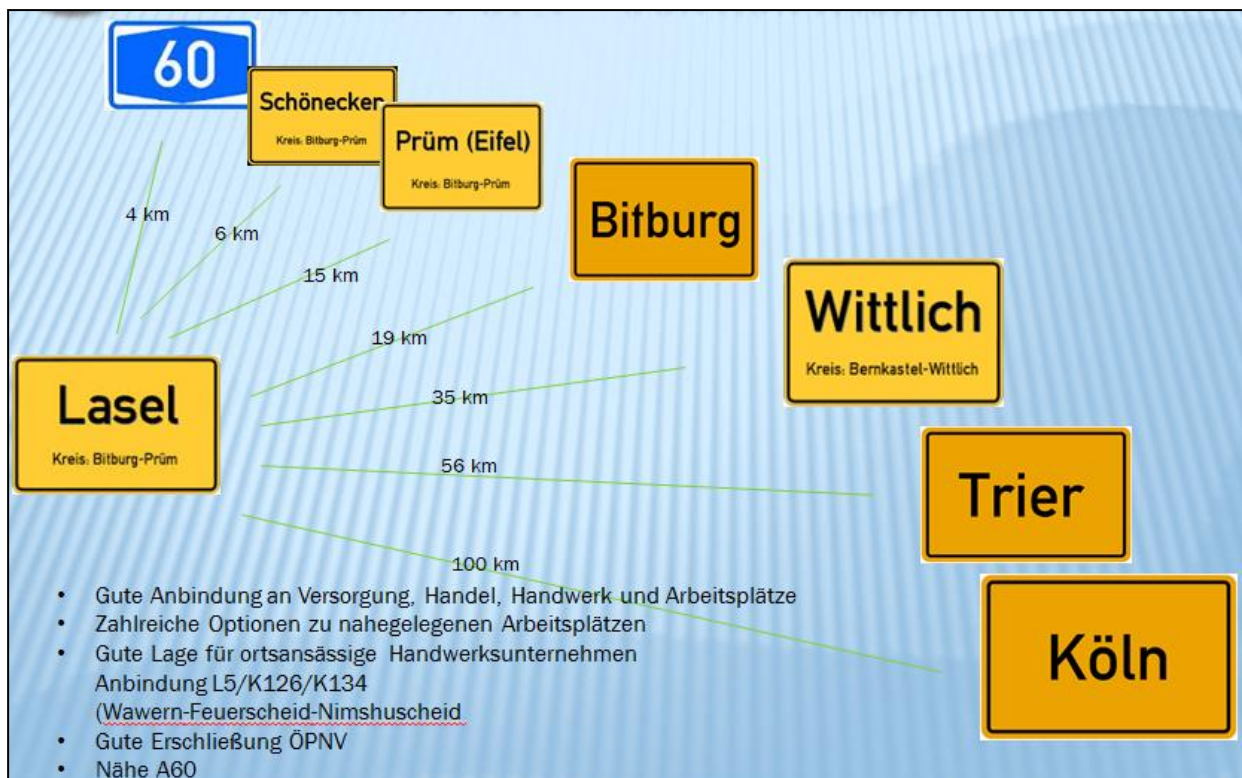 60
Schönecken
Kreis: Bitburg-Prüm
Prüm (Eifel)
Kreis: Bitburg-Prüm
Bitburg
Wittlich
Kreis: Bernkastel-Wittlich
4 km
6 km
15 km
19 km
35 km
56 km
100 km
Lasel
Kreis: Bitburg-Prüm
Trier
Köln
• Gute Anbindung an Versorgung, Handel, Handwerk und Arbeitsplätze
• Zahlreiche Optionen zu nahegelegenen Arbeitsplätzen
• Gute Lage für ortsansässige Handwerksunternehmen
Anbindung L5/K126/K134
(Wawern-Feuerscheid-Nimshuscheid
• Gute Erschließung ÖPNV
• Nähe A60